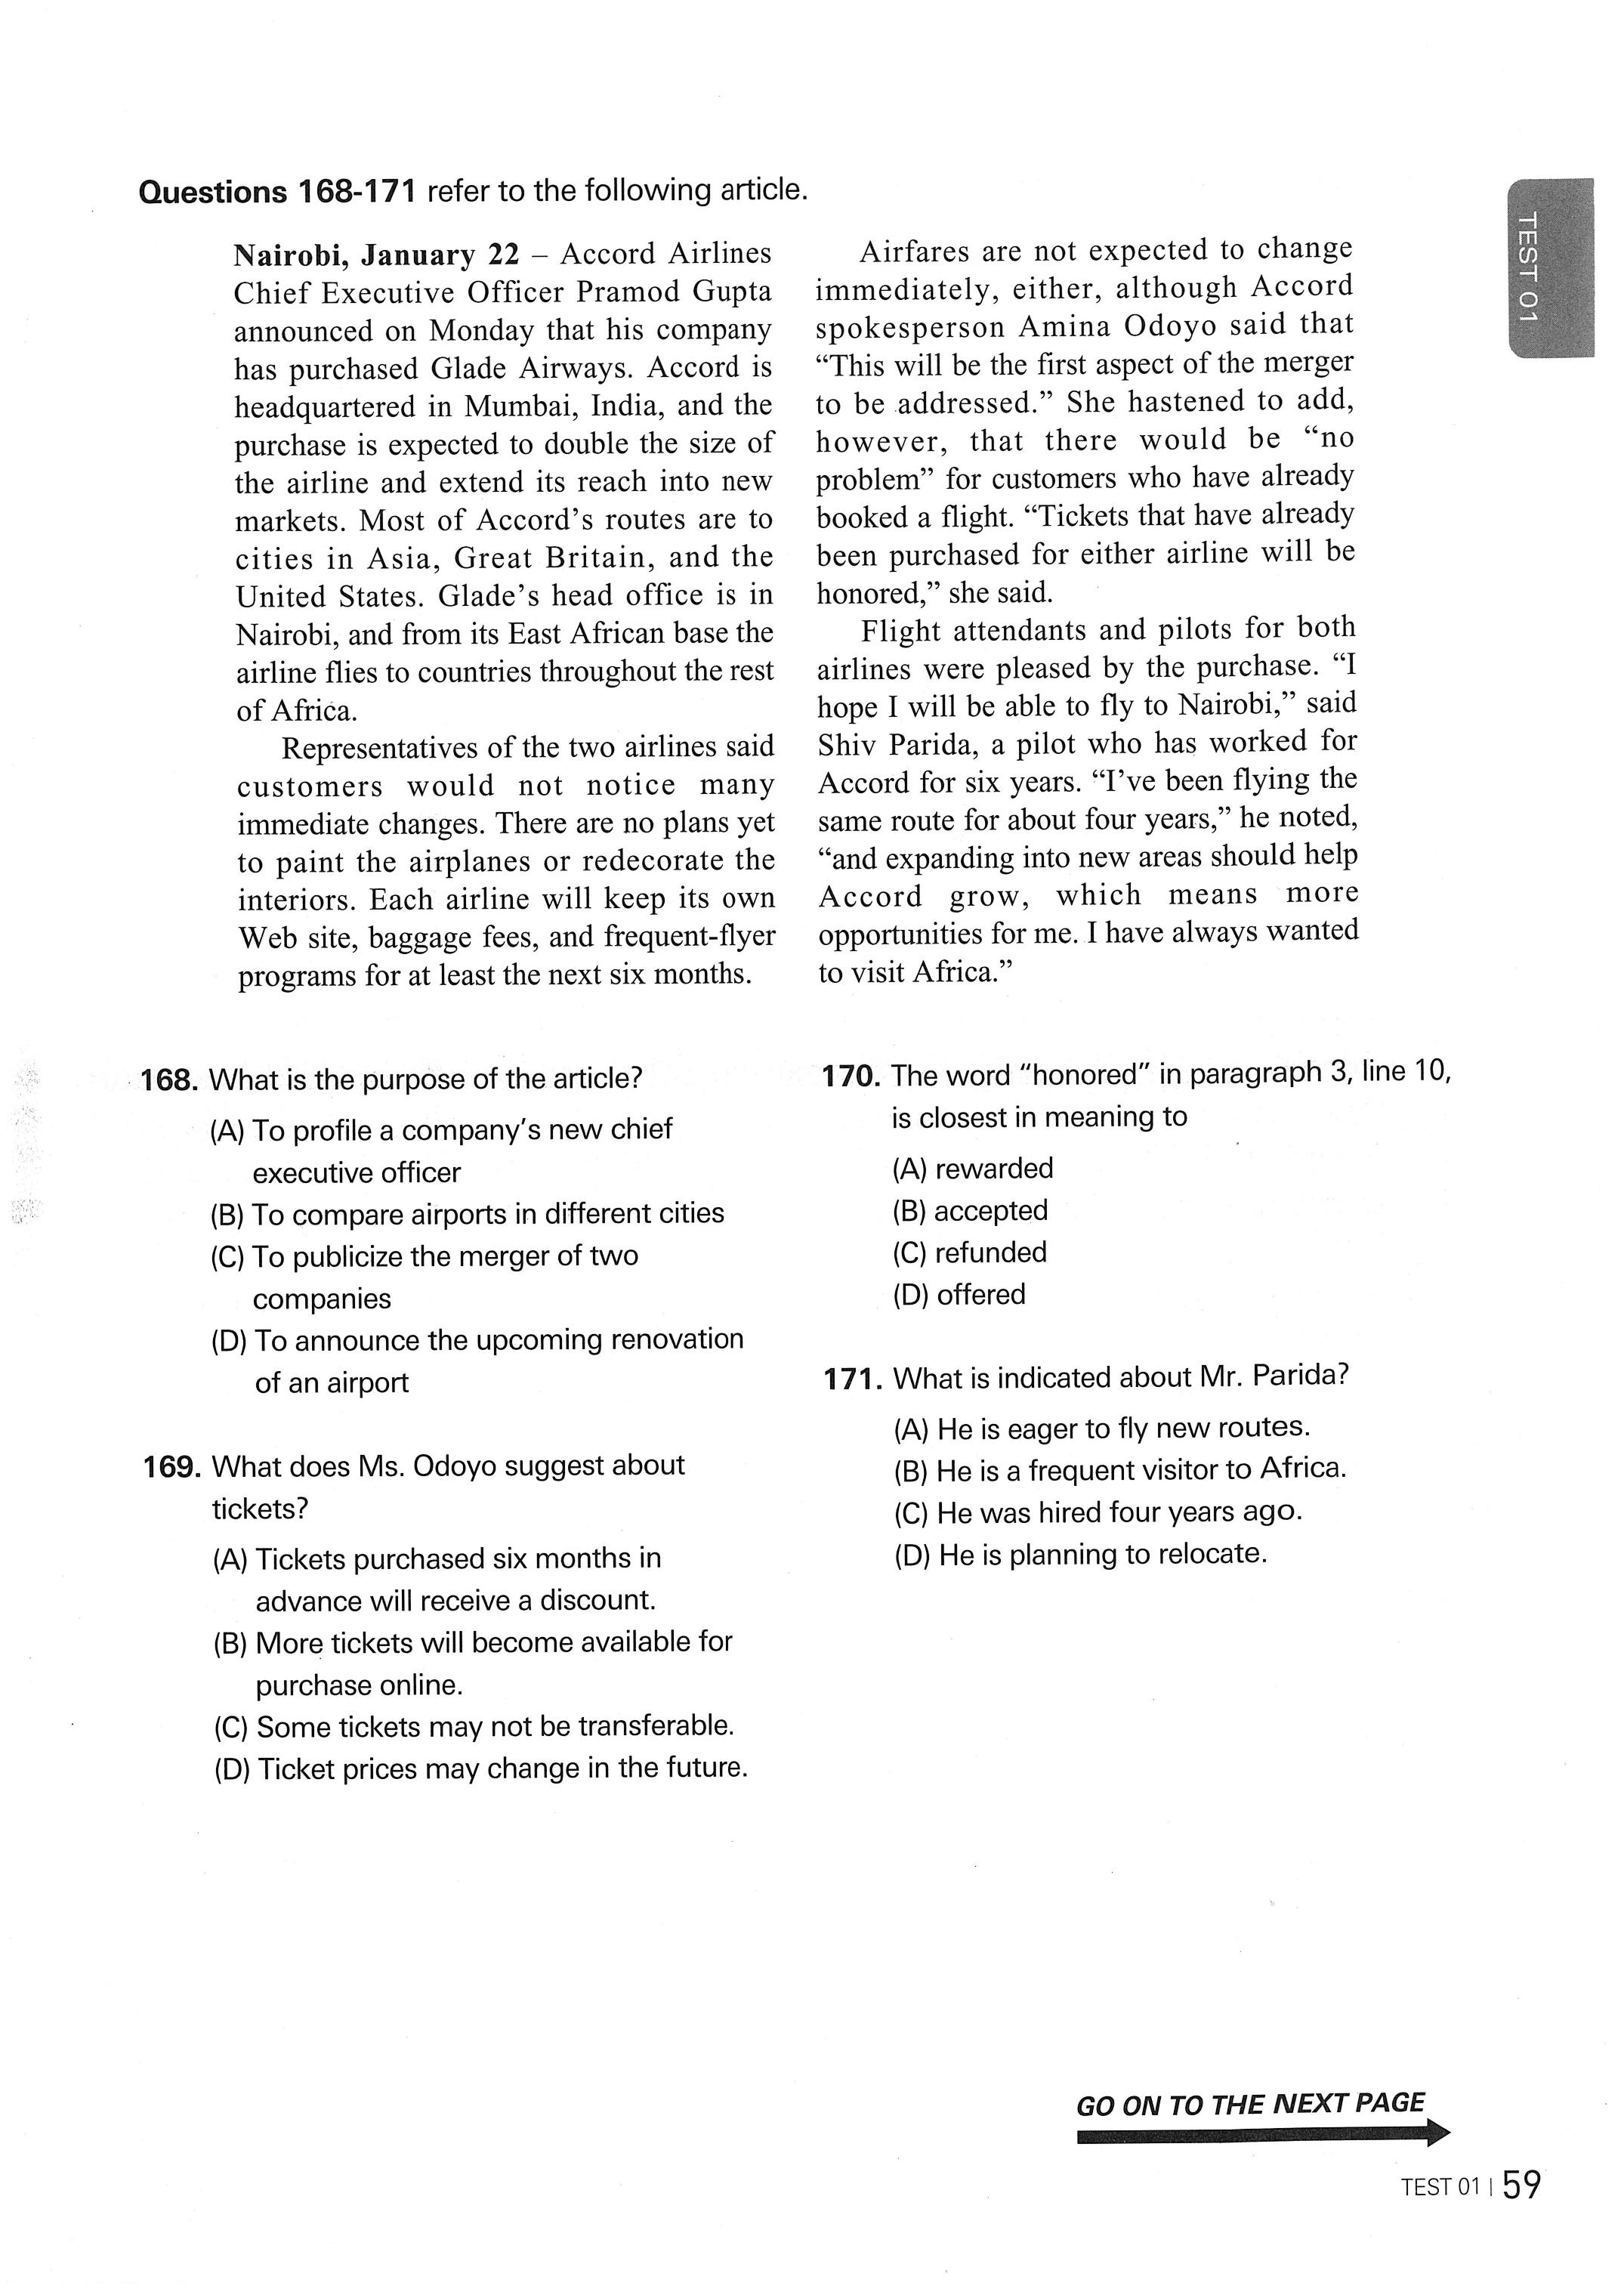 Questions 168-171 refer to the following article.
TEST 01
Nairobi, January 22 – Accord Airlines
Chief Executive Officer Pramod Gupta
announced on Monday that his company
has purchased Glade Airways. Accord is
headquartered in Mumbai, India, and the
purchase is expected to double the size of
the airline and extend its reach into new
markets. Most of Accord's routes are to
cities in Asia, Great Britain, and the
United States. Glade's head office is in
Nairobi, and from its East African base the
airline flies to countries throughout the rest
of Africa.
Representatives of the two airlines said
customers would not notice many
immediate changes. There are no plans yet
to paint the airplanes or redecorate the
interiors. Each airline will keep its own
Web site, baggage fees, and frequent-flyer
programs for at least the next six months.
Airfares are not expected to change
immediately, either, although Accord
spokesperson Amina Odoyo said that
“This will be the first aspect of the merger
to be addressed.” She hastened to add,
however, that there would be “no
problem” for customers who have already
booked a flight. “Tickets that have already
been purchased for either airline will be
honored,” she said.
Flight attendants and pilots for both
airlines were pleased by the purchase. “I
hope I will be able to fly to Nairobi,” said
Shiv Parida, a pilot who has worked for
Accord for six years. “I've been flying the
same route for about four years,” he noted,
“and expanding into new areas should help
Accord grow, which means more
opportunities for me. I have always wanted
to visit Africa.”
168. What is the purpose of the article?
(A) To profile a company's new chief
executive officer
(B) To compare airports in different cities
(C) To publicize the merger of two
companies
(D) To announce the upcoming renovation
of an airport
169. What does Ms. Odoyo suggest about
tickets?
(A) Tickets purchased six months in
advance will receive a discount.
(B) More tickets will become available for
purchase online.
(C) Some tickets may not be transferable.
(D) Ticket prices may change in the future.
170. The word “honored” in paragraph 3, line 10,
is closest in meaning to
(A) rewarded
(B) accepted
(C) refunded
(D) offered
171. What is indicated about Mr. Parida?
(A) He is eager to fly new routes.
(B) He is a frequent visitor to Africa.
(C) He was hired four years ago.
(D) He is planning to relocate.
GO ON TO THE NEXT PAGE
TEST 01 | 59